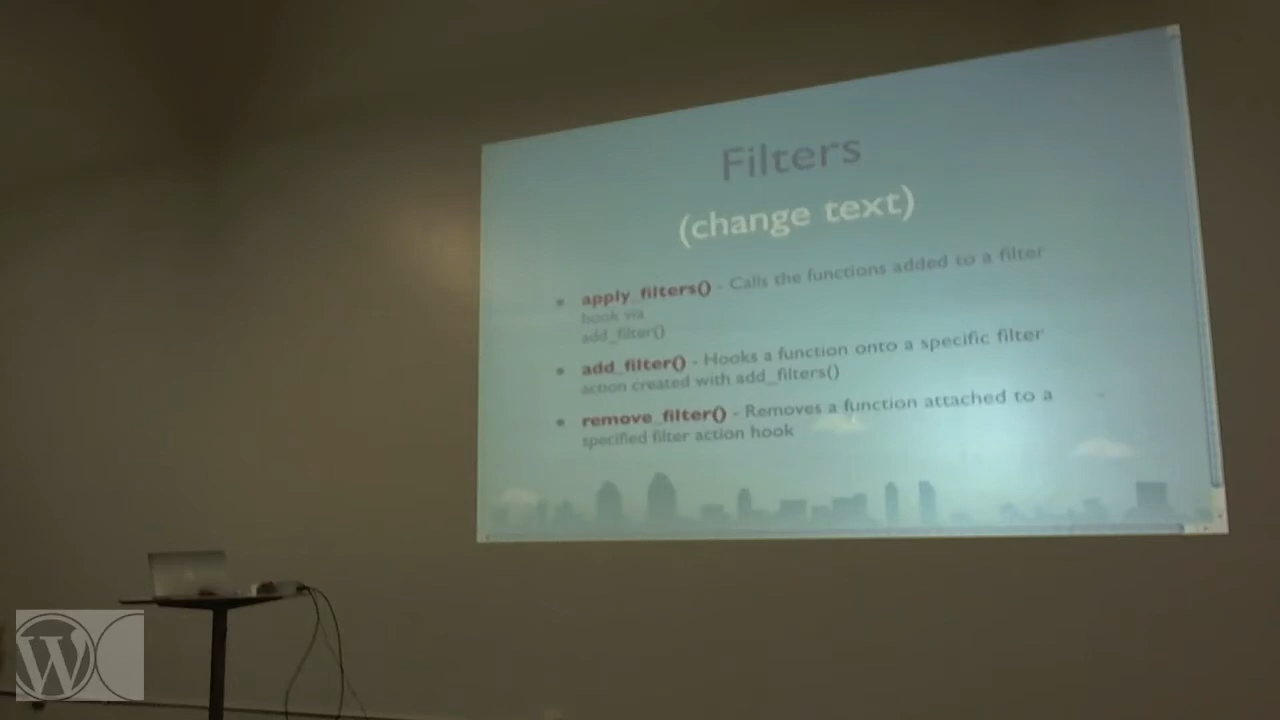 Filters
(change text)
• apply_filters() - Calls the functions added to a filter
hook via
add_filter()
• add_filter() - Hooks a function onto a specific filter
action created with add_filters()
• remove_filter() - Removes a function attached to a
specified filter action hook
W